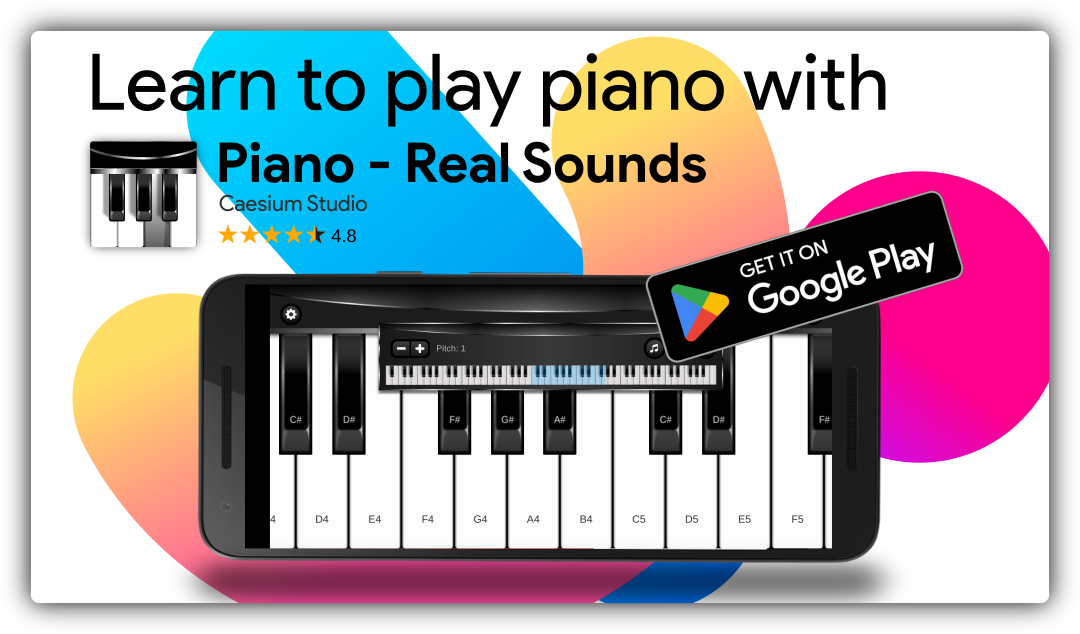 Learn to play piano with
Piano - Real Sounds
Caesium Studio
4.8
GET IT ON
Google Play
Pitch: 1
C# D# F# G# A# C# D# F#
4 D4 E4 F4 G4 A4 B4 C5 D5 E5 F5